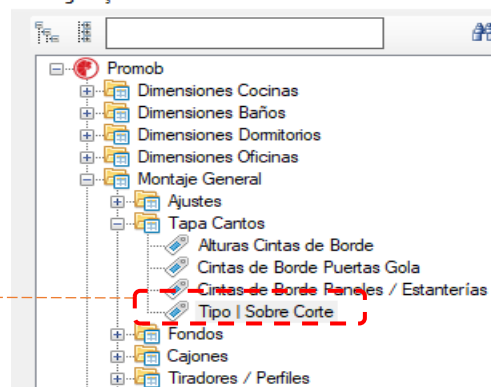 Promob
Dimensiones Cocinas
Dimensiones Baños
Dimensiones Dormitorios
Dimensiones Oficinas
Montaje General
Ajustes
Tapa Cantos
Alturas Cintas de Borde
Cintas de Borde Puertas Gola
Cintas de Borde Paneles / Estanterías
Tipo | Sobre Corte
Fondos
Cajones
Tiradores / Perfiles